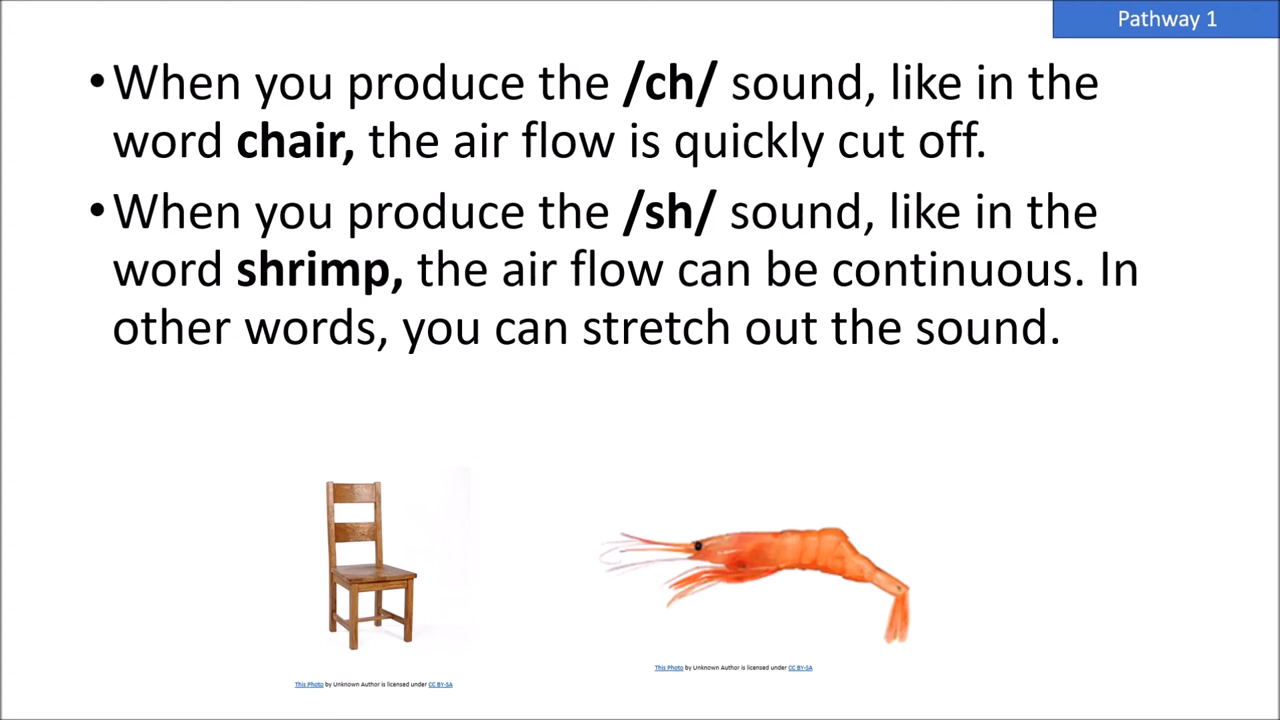 Pathway 1
•When you produce the /ch/ sound, like in the
word chair, the air flow is quickly cut off.
•When you produce the /sh/ sound, like in the
word shrimp, the air flow can be continuous. In
other words, you can stretch out the sound.
This Photo by Unknown Author is licensed under CC BY-SA
This Photo by Unknown Author is licensed under CC BY-SA